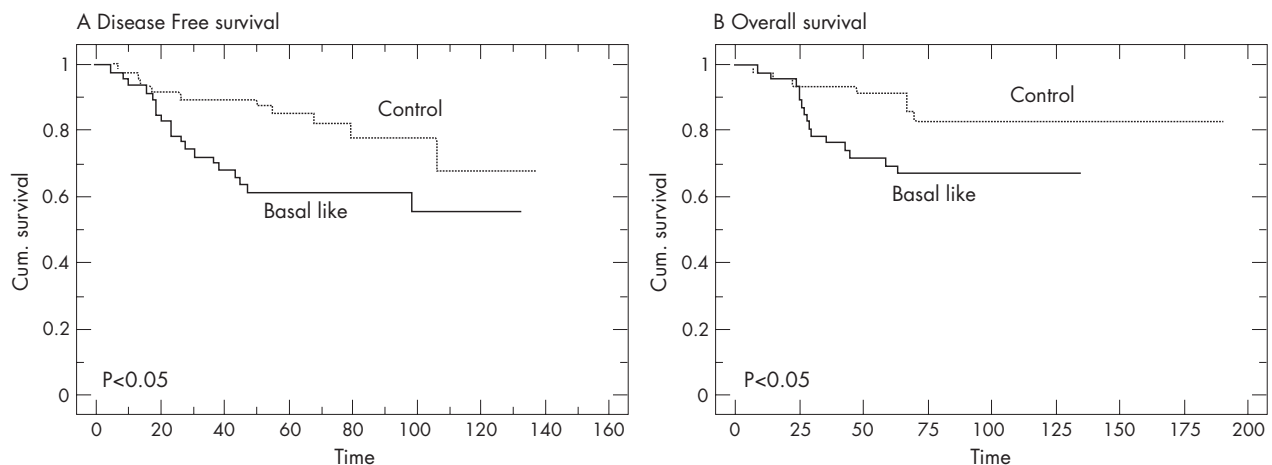 A Disease Free survival
Cum. survival
1
0.8
0.6
0.4
0.2
0
Control
Basal like
P<0.05
0 20 40 60 80 100 120 140 160
Time
B Overall survival
Cum. survival
1
0.8
0.6
0.4
0.2
0
Control
Basal like
P<0.05
0 25 50 75 100 125 150 175 200
Time